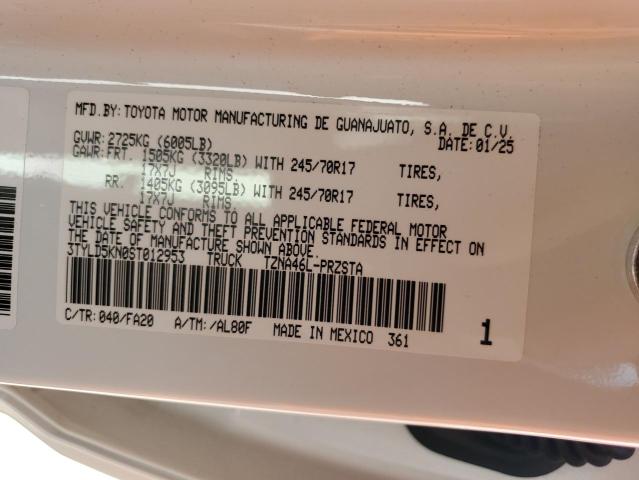 MFD.BY:TOYOTA MOTOR MANUFACTURING DE GUANAJUATO, S.A. DE C.V.
GVWR:2725KG (6005LB) DATE:01/25
GAWR:FRT. 1505KG (3320LB) WITH 245/70R17 TIRES,
17X7J RIMS
RR. 1405KG (3095LB) WITH 245/70R17 TIRES,
17X7J RIMS
THIS VEHICLE CONFORMS TO ALL APPLICABLE FEDERAL MOTOR
VEHICLE SAFETY AND THEFT PREVENTION STANDARDS IN EFFECT ON
THE DATE OF MANUFACTURE SHOWN ABOVE.
3TYLD5KN0ST012953 TRUCK TZNA46L-PRZSTA
C/TR:040/FA20 A/TM:/AL80F MADE IN MEXICO 361 1